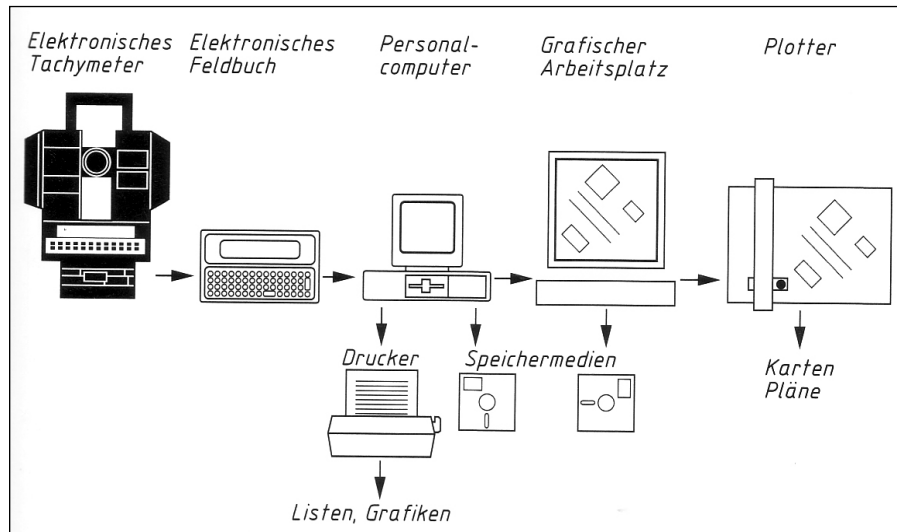 Elektronisches
Tachymeter
Elektronisches
Feldbuch
Personal-
computer
Grafischer
Arbeitsplatz
Plotter
Drucker
Speichermedien
Karten
Pläne
Listen, Grafiken